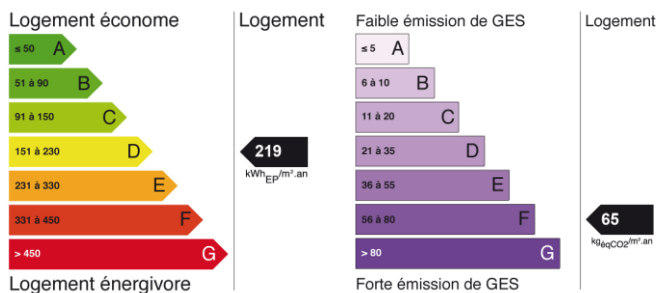 Logement économe
≤ 50 A
51 à 90 B
91 à 150 C
151 à 230 D
231 à 330 E
331 à 450 F
> 450 G
Logement énergivore
Logement
219
kWhEP/m².an
Faible émission de GES
≤ 5 A
6 à 10 B
11 à 20 C
21 à 35 D
36 à 55 E
56 à 80 F
> 80 G
Forte émission de GES
Logement
65
kgéqCO2/m².an